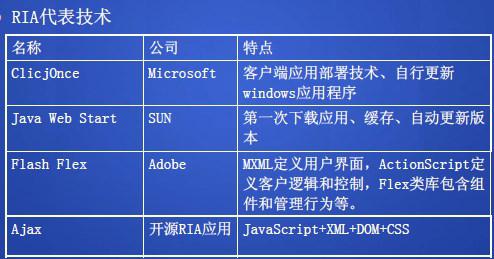 RIA代表技术
名称 公司 特点
ClicjOnce Microsoft 客户端应用部署技术、自行更新
windows应用程序
Java Web Start SUN 第一次下载应用、缓存、自动更新版
本
Flash Flex Adobe MXML定义用户界面，ActionScript定
义客户逻辑和控制，Flex类库包含组
件和管理行为等。
Ajax 开源RIA应用 JavaScript+XML+DOM+CSS